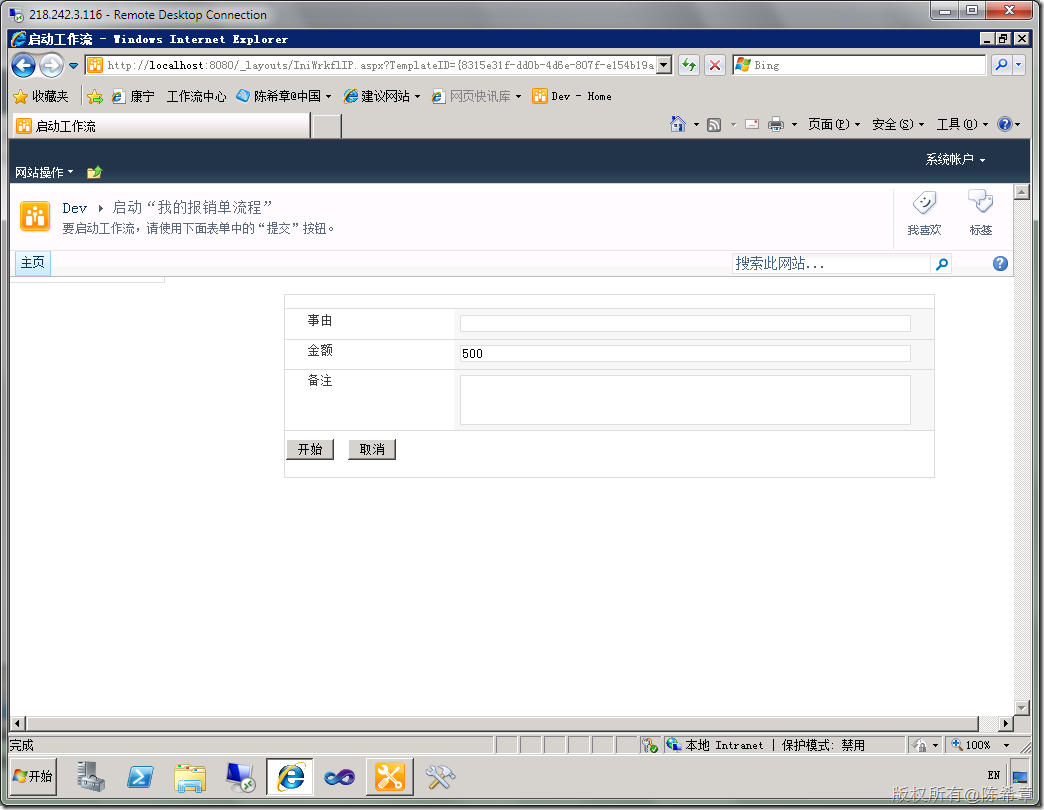 218.242.3.116 - Remote Desktop Connection
启动工作流 - Windows Internet Explorer
http://localhost:8080/_layouts/IniWrkflIP.aspx?TemplateID={8315e31f-dd0b-4d6e-807f-e154b19a
Bing
收藏夹 康宁 工作流中心 陈希章@中国 建议网站 网页快讯库 Dev - Home
启动工作流
页面(P) 安全(S) 工具(O)
系统帐户
网站操作
Dev 启动“我的报销单流程”
要启动工作流，请使用下面表单中的“提交”按钮。
我喜欢 标签
主页
搜索此网站...
事由
金额 500
备注
开始 取消
完成
本地 Intranet | 保护模式: 禁用
100%
开始
EN
版权所有@陈希章